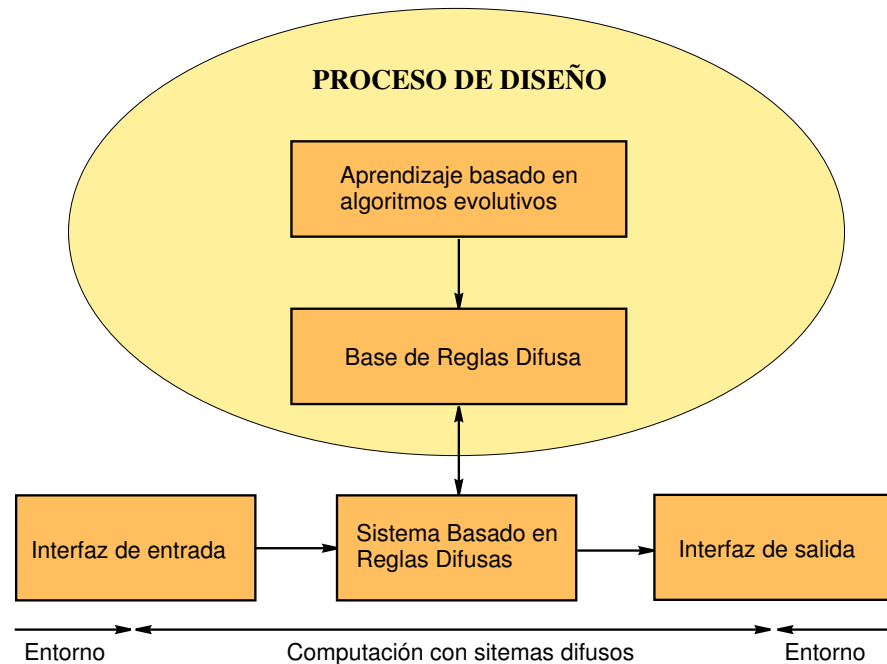 PROCESO DE DISEÑO
Aprendizaje basado en
algoritmos evolutivos
Base de Reglas Difusa
Interfaz de entrada
Sistema Basado en
Reglas Difusas
Interfaz de salida
Entorno
Computación con sitemas difusos
Entorno